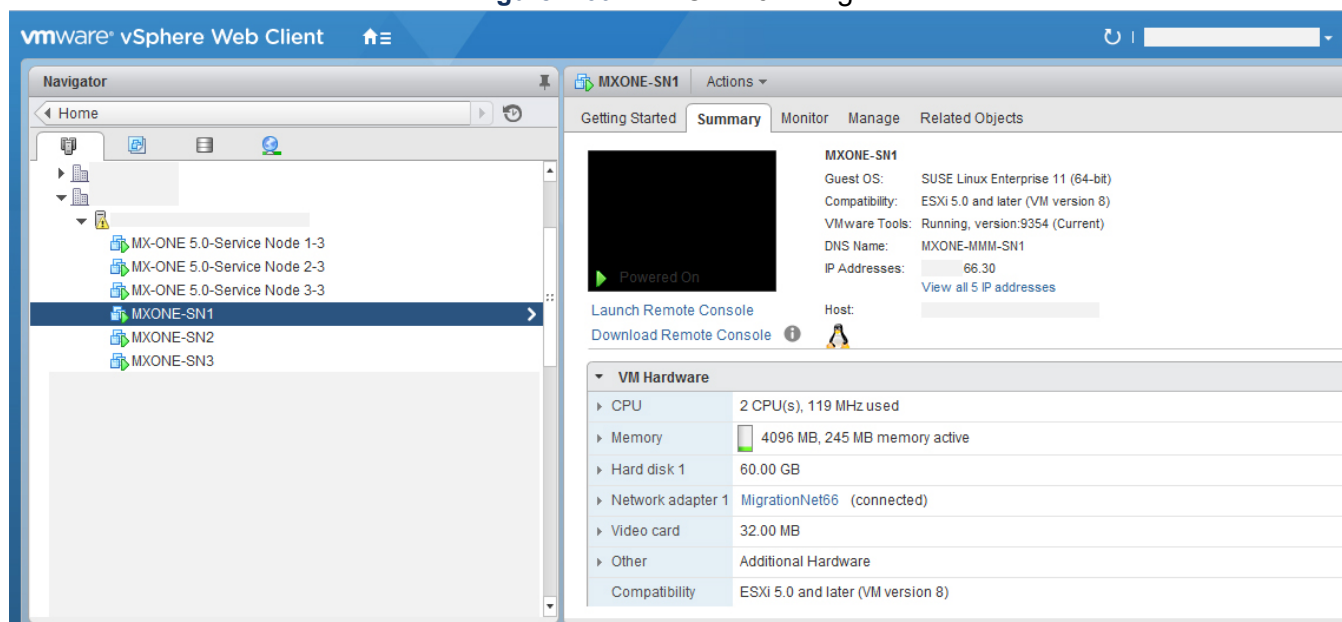 vmware® vSphere Web Client
Navigator
Home
MX-ONE 5.0-Service Node 1-3
MX-ONE 5.0-Service Node 2-3
MX-ONE 5.0-Service Node 3-3
MXONE-SN1
MXONE-SN2
MXONE-SN3
MXONE-SN1 Actions
Getting Started Summary Monitor Manage Related Objects
Powered On
Launch Remote Console
Download Remote Console
MXONE-SN1
Guest OS: SUSE Linux Enterprise 11 (64-bit)
Compatibility: ESXi 5.0 and later (VM version 8)
VMware Tools: Running, version:9354 (Current)
DNS Name: MXONE-MMM-SN1
IP Addresses: 66.30
View all 5 IP addresses
Host:
VM Hardware
CPU 2 CPU(s), 119 MHz used
Memory 4096 MB, 245 MB memory active
Hard disk 1 60.00 GB
Network adapter 1 MigrationNet66 (connected)
Video card 32.00 MB
Other Additional Hardware
Compatibility ESXi 5.0 and later (VM version 8)